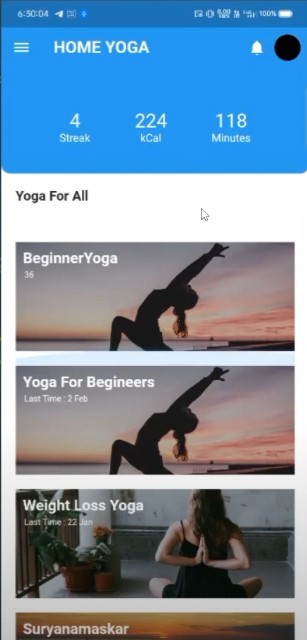 6:50:04
100%
HOME YOGA
4 224 118
Streak kCal Minutes
Yoga For All
BeginnerYoga
36
Yoga For Begineers
Last Time : 2 Feb
Weight Loss Yoga
Last Time : 22 Jan
Suryanamaskar